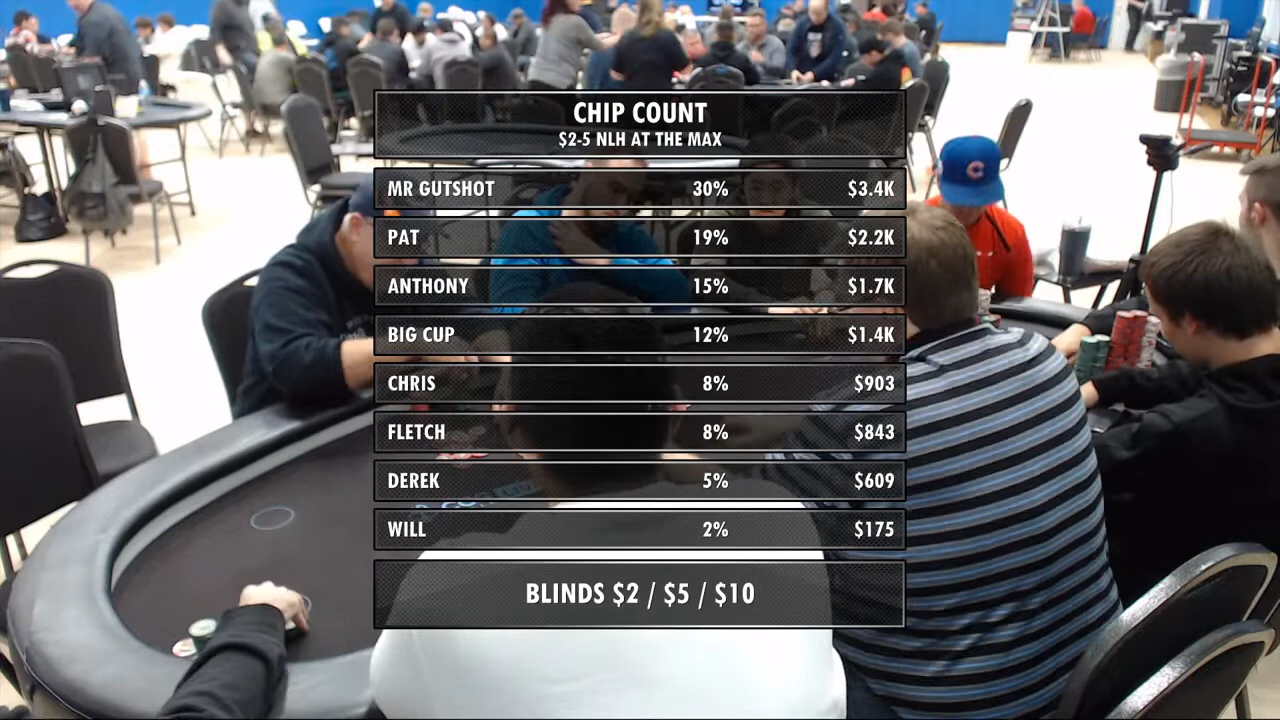 CHIP COUNT
$2-5 NLH AT THE MAX
MR GUTSHOT 30% $3.4K
PAT 19% $2.2K
ANTHONY 15% $1.7K
BIG CUP 12% $1.4K
CHRIS 8% $903
FLETCH 8% $843
DEREK 5% $609
WILL 2% $175
BLINDS $2 / $5 / $10
C